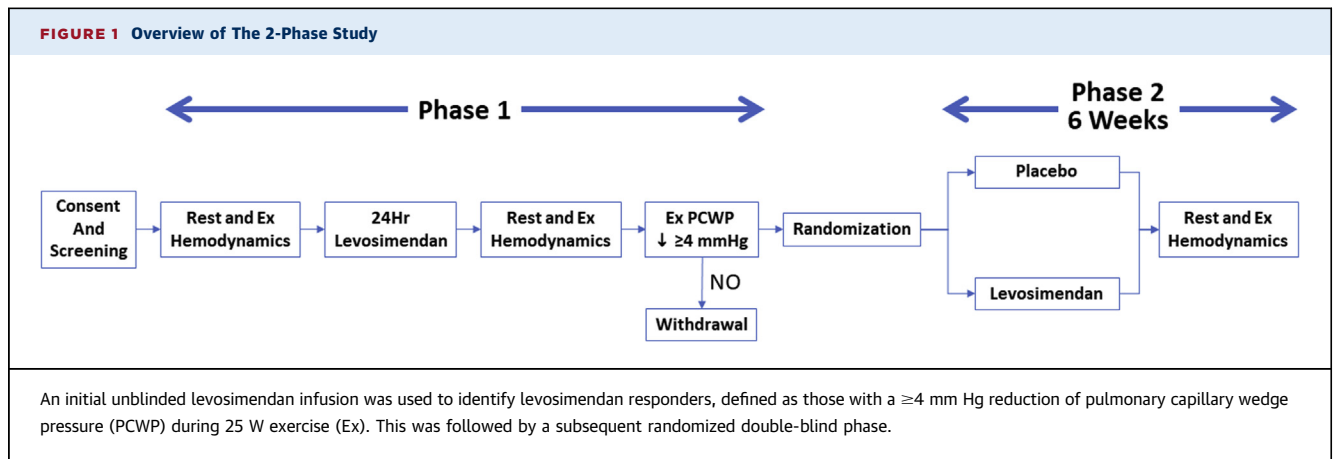 FIGURE 1 Overview of The 2-Phase Study
Phase 1
Phase 2
6 Weeks
Consent
And
Screening
Rest and Ex
Hemodynamics
24Hr
Levosimendan
Rest and Ex
Hemodynamics
Ex PCWP
↓ ≥4 mmHg
NO
Withdrawal
Randomization
Placebo
Levosimendan
Rest and Ex
Hemodynamics
An initial unblinded levosimendan infusion was used to identify levosimendan responders, defined as those with a ≥4 mm Hg reduction of pulmonary capillary wedge
pressure (PCWP) during 25 W exercise (Ex). This was followed by a subsequent randomized double-blind phase.